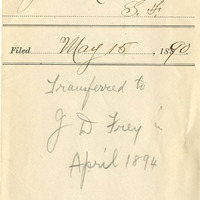 Filed May 15, 1890.
Transferred to
J D Frey in
April 1894